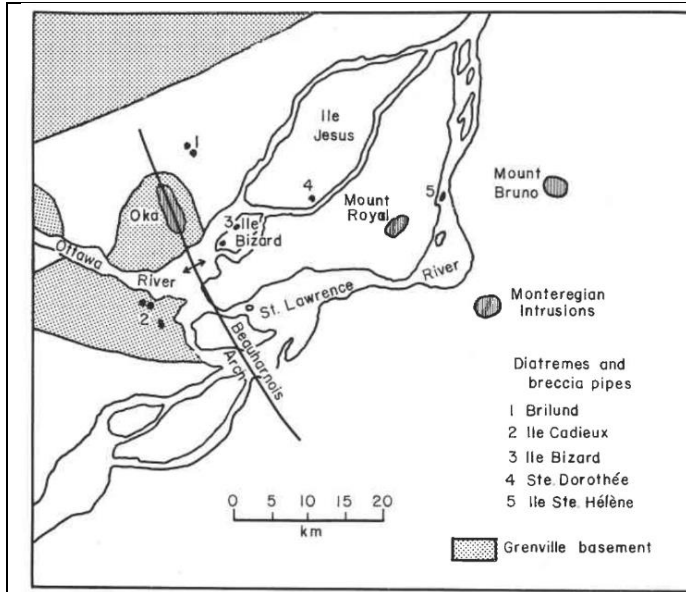 1
Ile
Jesus
Mount
Bruno
4
5
Mount
Royal
Oka
3
Ile
Bizard
Ottawa
River
River
St. Lawrence
2
Beauharnois
Arch
Monteregian
Intrusions
Diatremes and
breccia pipes
1 Brilund
2 Ile Cadieux
3 Ile Bizard
4 Ste. Dorothée
5 Ile Ste. Hélène
0 5 10 15 20
km
Grenville basement